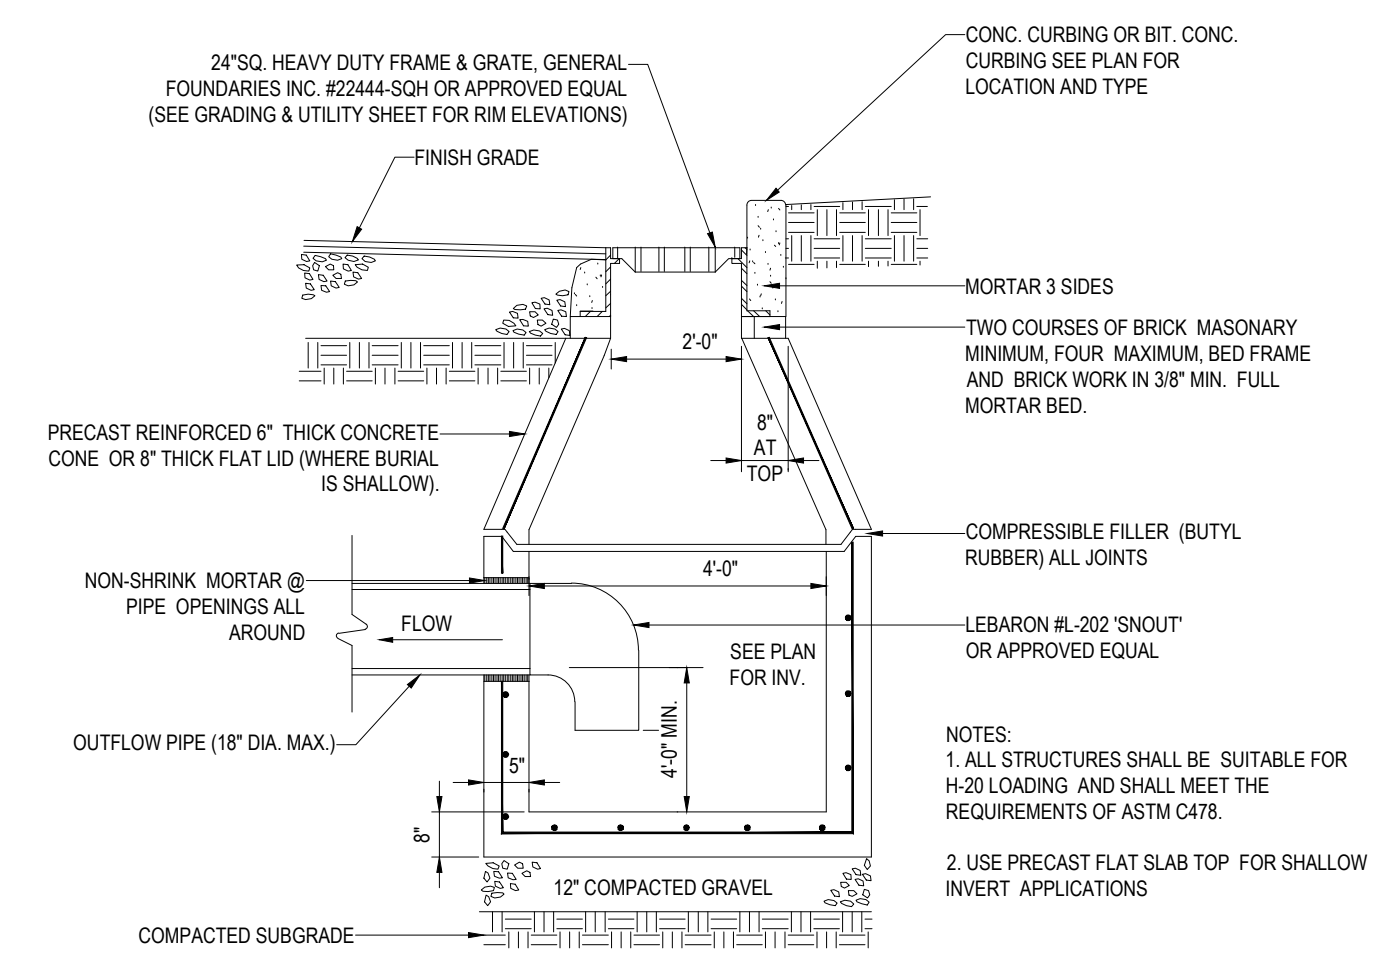 24"SQ. HEAVY DUTY FRAME & GRATE, GENERAL
FOUNDARIES INC. #22444-SQH OR APPROVED EQUAL
(SEE GRADING & UTILITY SHEET FOR RIM ELEVATIONS)
CONC. CURBING OR BIT. CONC.
CURBING SEE PLAN FOR
LOCATION AND TYPE
FINISH GRADE
MORTAR 3 SIDES
TWO COURSES OF BRICK MASONARY
MINIMUM, FOUR MAXIMUM, BED FRAME
AND BRICK WORK IN 3/8" MIN. FULL
MORTAR BED.
2'-0"
8"
AT
TOP
PRECAST REINFORCED 6" THICK CONCRETE
CONE OR 8" THICK FLAT LID (WHERE BURIAL
IS SHALLOW).
COMPRESSIBLE FILLER (BUTYL
RUBBER) ALL JOINTS
4'-0"
NON-SHRINK MORTAR @
PIPE OPENINGS ALL
AROUND
FLOW
LEBARON #L-202 'SNOUT'
OR APPROVED EQUAL
SEE PLAN
FOR INV.
4'-0" MIN.
OUTFLOW PIPE (18" DIA. MAX.)
5"
8"
NOTES:
1. ALL STRUCTURES SHALL BE SUITABLE FOR
H-20 LOADING AND SHALL MEET THE
REQUIREMENTS OF ASTM C478.
2. USE PRECAST FLAT SLAB TOP FOR SHALLOW
INVERT APPLICATIONS
12" COMPACTED GRAVEL
COMPACTED SUBGRADE